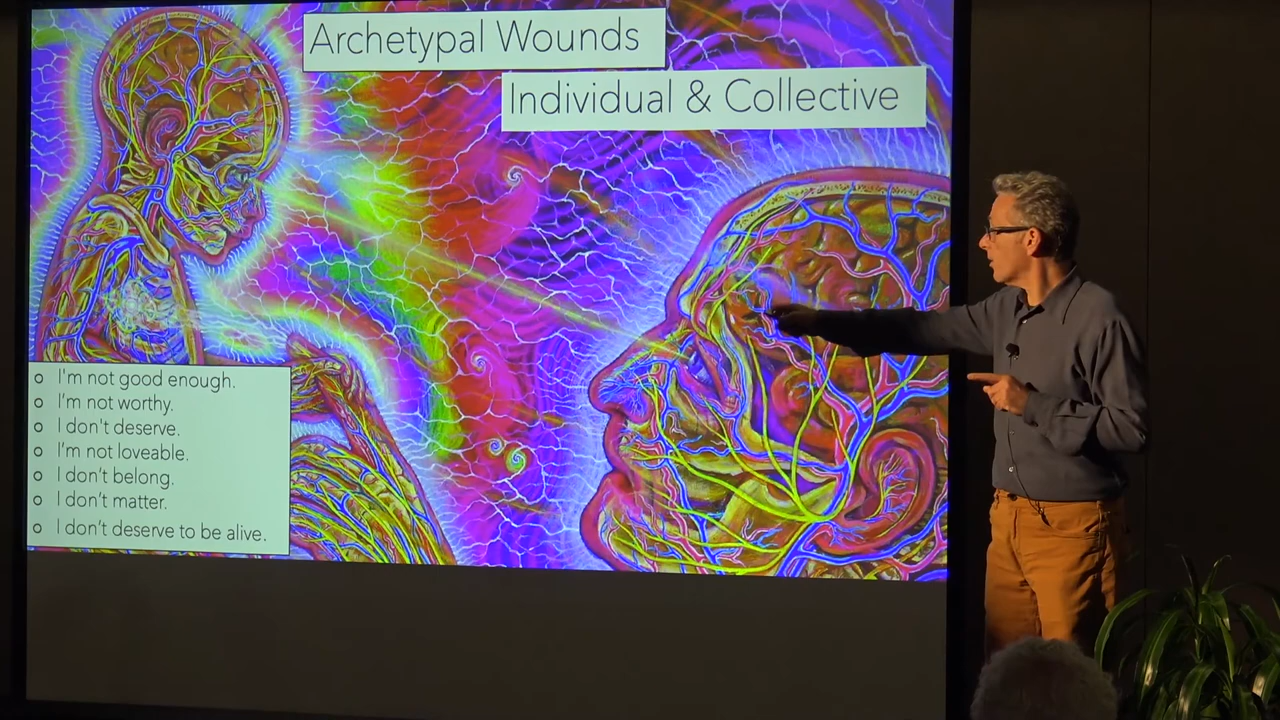 Archetypal Wounds
Individual & Collective
o I'm not good enough.
o I'm not worthy.
o I don't deserve.
o I'm not loveable.
o I don't belong.
o I don't matter.
o I don't deserve to be alive.